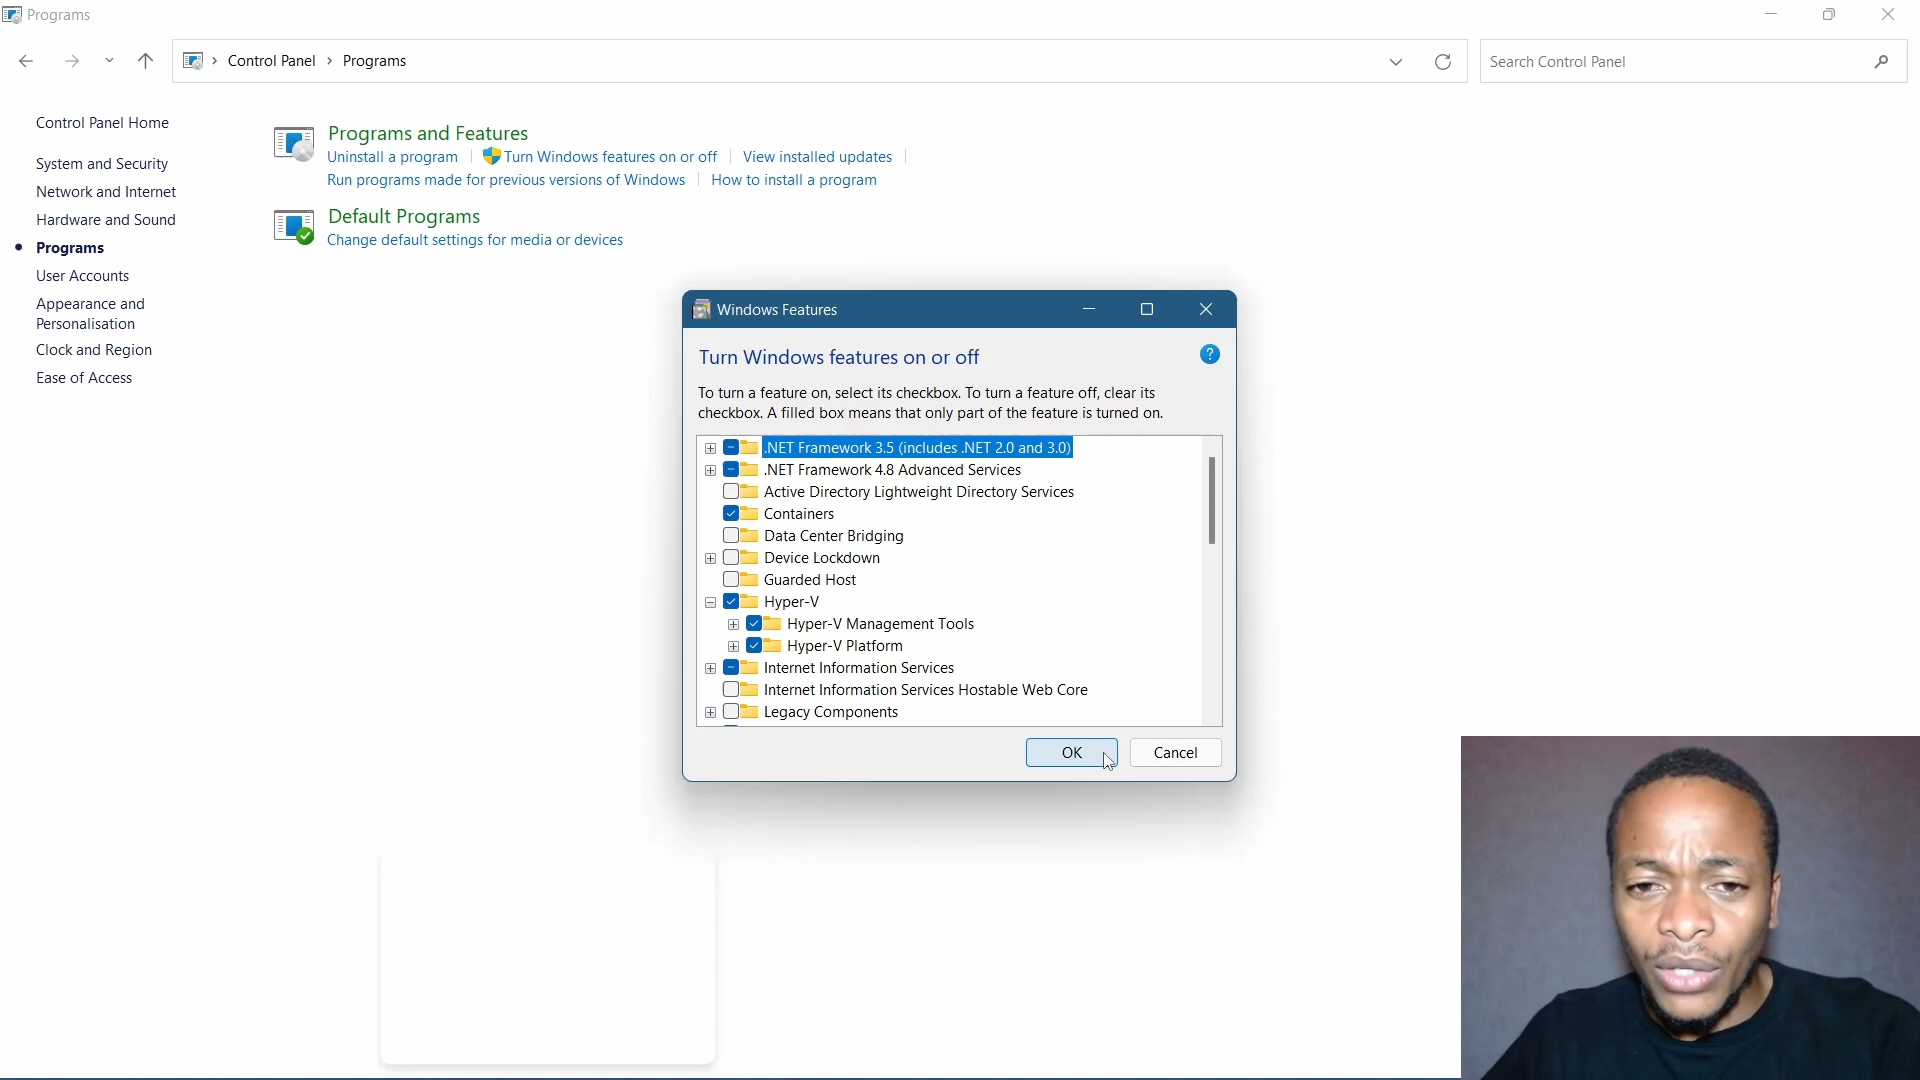 Programs
Control Panel > Programs
Search Control Panel
Control Panel Home
System and Security
Network and Internet
Hardware and Sound
Programs
User Accounts
Appearance and
Personalisation
Clock and Region
Ease of Access
Programs and Features
Uninstall a program
Turn Windows features on or off
View installed updates
Run programs made for previous versions of Windows
How to install a program
Default Programs
Change default settings for media or devices
Windows Features
Turn Windows features on or off
?
To turn a feature on, select its checkbox. To turn a feature off, clear its
checkbox. A filled box means that only part of the feature is turned on.
.NET Framework 3.5 (includes .NET 2.0 and 3.0)
.NET Framework 4.8 Advanced Services
Active Directory Lightweight Directory Services
Containers
Data Center Bridging
Device Lockdown
Guarded Host
Hyper-V
Hyper-V Management Tools
Hyper-V Platform
Internet Information Services
Internet Information Services Hostable Web Core
Legacy Components
OK
Cancel